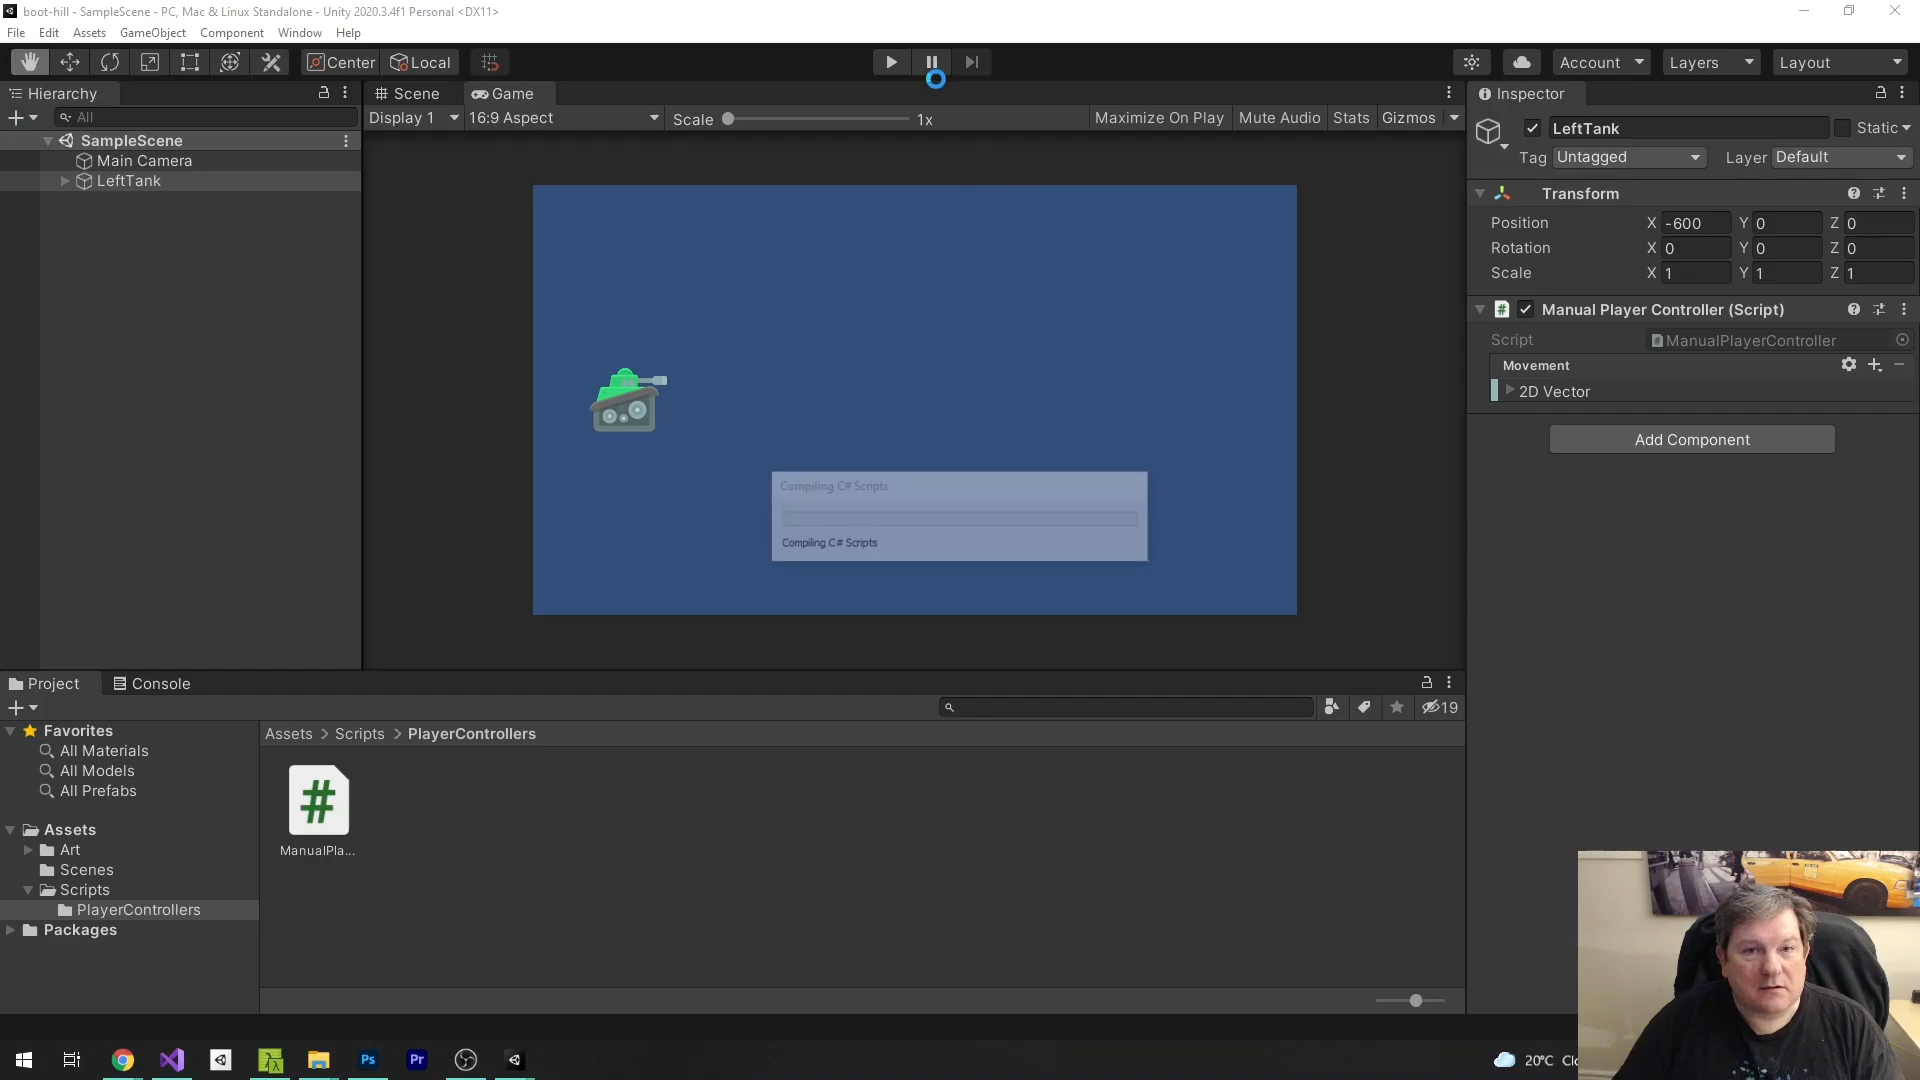 boot-hill - SampleScene - PC, Mac & Linux Standalone - Unity 2020.3.4f1 Personal <DX11>
File Edit Assets GameObject Component Window Help
Center Local Account Layers Layout
Hierarchy
All
SampleScene
Main Camera
LeftTank
Scene Game
Display 1 16:9 Aspect Scale 1x Maximize On Play Mute Audio Stats Gizmos
Compiling C# Scripts
Compiling C# Scripts
Inspector
LeftTank Static
Tag Untagged Layer Default
Transform
Position X -600 Y 0 Z 0
Rotation X 0 Y 0 Z 0
Scale X 1 Y 1 Z 1
# Manual Player Controller (Script)
Script ManualPlayerController
Movement
2D Vector
Add Component
Project Console
19
Favorites
All Materials
All Models
All Prefabs
Assets
Art
Scenes
Scripts
PlayerControllers
Packages
Assets > Scripts > PlayerControllers
#
ManualPla...
Ps Pr
20°C Clo